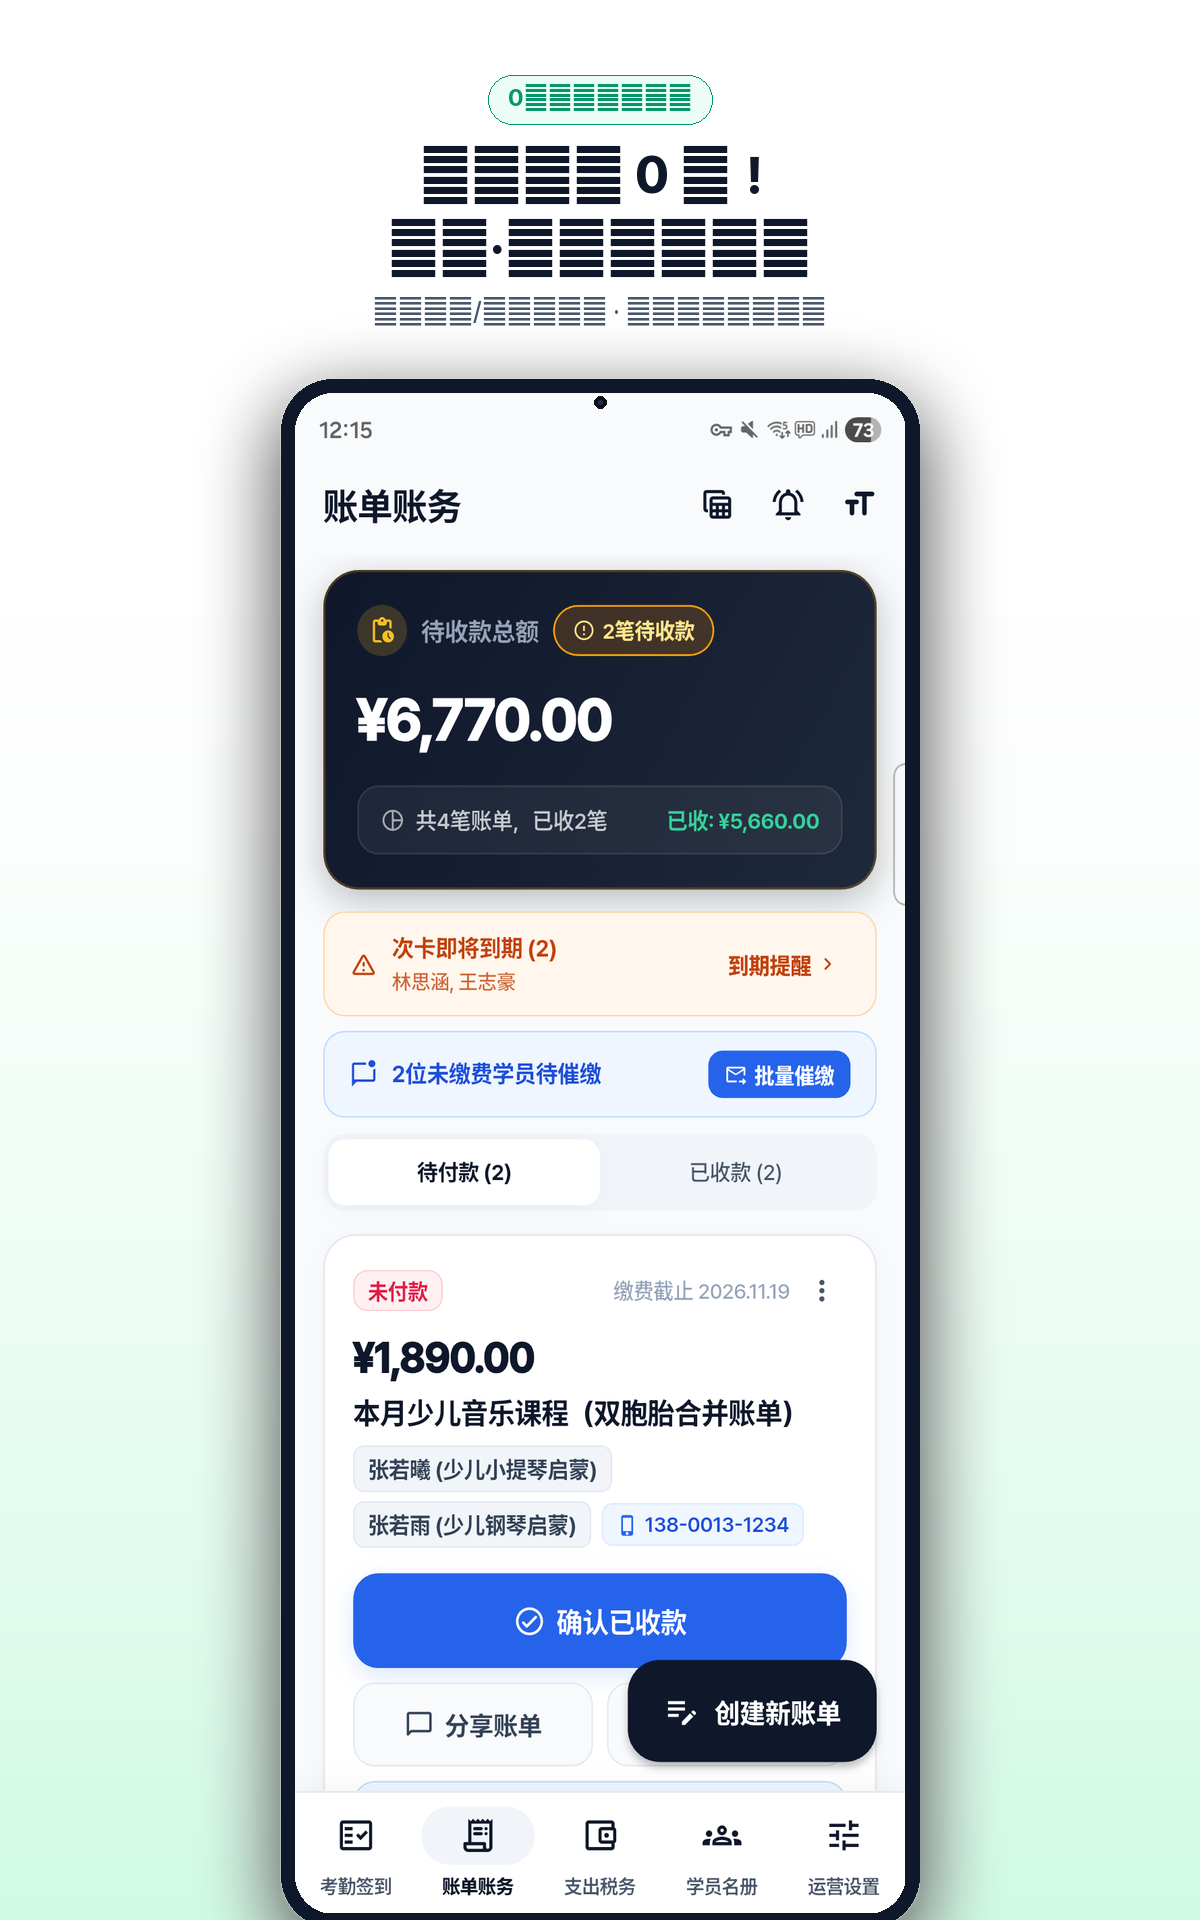 0
0 !
·
/ ·
12:15
HD 73
账单账务
待收款总额 2笔待收款
¥6,770.00
共4笔账单，已收2笔 已收: ¥5,660.00
次卡即将到期 (2)
林思涵, 王志豪
到期提醒
2位未缴费学员待催缴 批量催缴
待付款 (2) 已收款 (2)
未付款 缴费截止 2026.11.19
¥1,890.00
本月少儿音乐课程（双胞胎合并账单）
张若曦 (少儿小提琴启蒙)
张若雨 (少儿钢琴启蒙) 138-0013-1234
确认已收款
分享账单 创建新账单
考勤签到 账单账务 支出税务 学员名册 运营设置